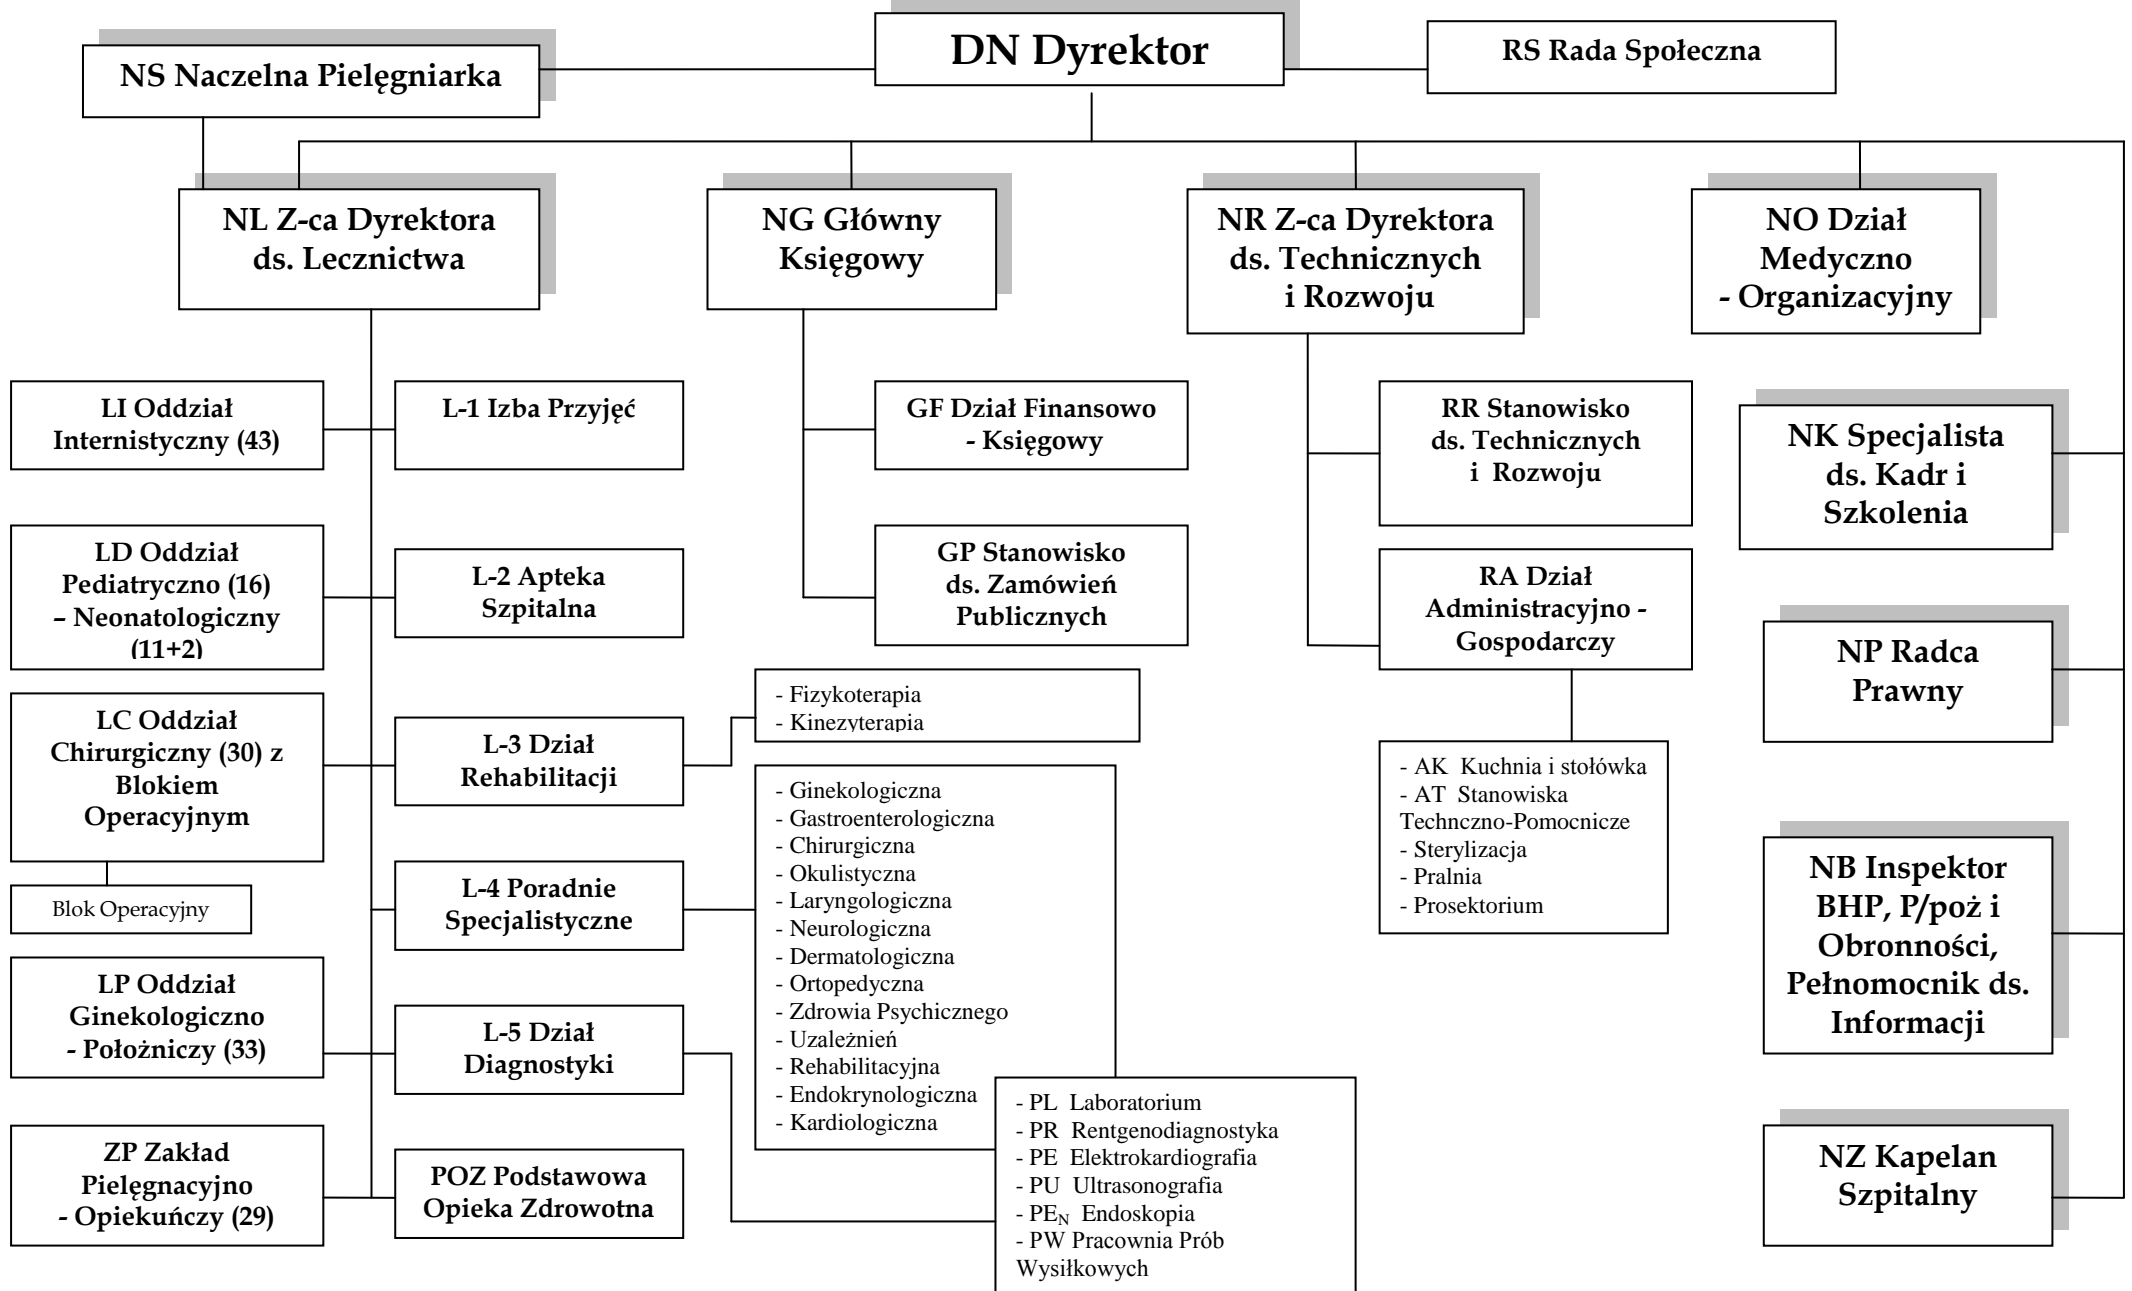 DN Dyrektor
NS Naczelna Pielęgniarka
RS Rada Społeczna
NL Z-ca Dyrektora
ds. Lecznictwa
NG Główny
Księgowy
NR Z-ca Dyrektora
ds. Technicznych
i Rozwoju
NO Dział
Medyczno
- Organizacyjny
LI Oddział
Internistyczny (43)
L-1 Izba Przyjęć
GF Dział Finansowo
- Księgowy
RR Stanowisko
ds. Technicznych
i Rozwoju
NK Specjalista
ds. Kadr i
Szkolenia
LD Oddział
Pediatryczno (16)
– Neonatologiczny
(11+2)
L-2 Apteka
Szpitalna
GP Stanowisko
ds. Zamówień
Publicznych
RA Dział
Administracyjno -
Gospodarczy
NP Radca
Prawny
LC Oddział
Chirurgiczny (30) z
Blokiem
Operacyjnym
Blok Operacyjny
L-3 Dział
Rehabilitacji
- Fizykoterapia
- Kinezyterapia
- AK Kuchnia i stołówka
- AT Stanowiska
Technczno-Pomocnicze
- Sterylizacja
- Pralnia
- Prosektorium
L-4 Poradnie
Specjalistyczne
- Ginekologiczna
- Gastroenterologiczna
- Chirurgiczna
- Okulistyczna
- Laryngologiczna
- Neurologiczna
- Dermatologiczna
- Ortopedyczna
- Zdrowia Psychicznego
- Uzależnień
- Rehabilitacyjna
- Endokrynologiczna
- Kardiologiczna
NB Inspektor
BHP, P/poż i
Obronności,
Pełnomocnik ds.
Informacji
LP Oddział
Ginekologiczno
- Położniczy (33)
L-5 Dział
Diagnostyki
- PL Laboratorium
- PR Rentgenodiagnostyka
- PE Elektrokardiografia
- PU Ultrasonografia
- PEN Endoskopia
- PW Pracownia Prób
Wysiłkowych
ZP Zakład
Pielęgnacyjno
- Opiekuńczy (29)
POZ Podstawowa
Opieka Zdrowotna
NZ Kapelan
Szpitalny